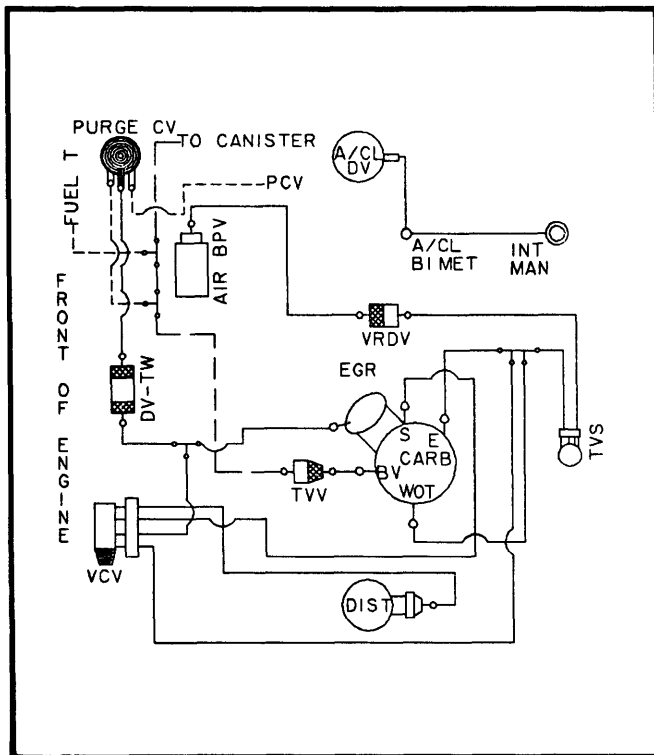 PURGE CV
TO CANISTER
FUEL T
PCV
A/CL
DV
AIR BPV
A/CL
BIMET
INT
MAN
FRONT OF ENGINE
VRDV
EGR
DV-TW
S E
CARB
BV
WOT
TVS
TVV
VCV
DIST